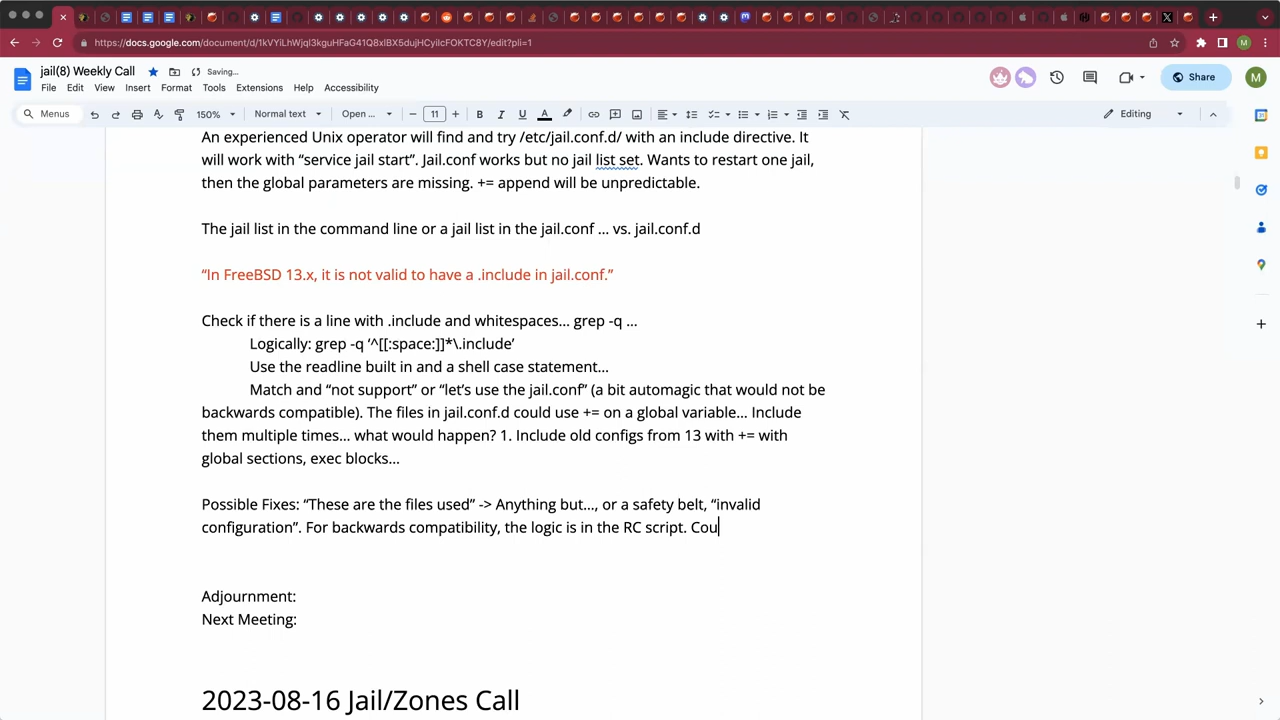 https://docs.google.com/document/d/1kVYiLhWjql3kguHFaG41Q8xlBX5dujHCyilcFOKTC8Y/edit?pli=1
jail(8) Weekly Call
Saving...
File Edit View Insert Format Tools Extensions Help Accessibility
Share
M
M
Menus
150%
Normal text
Open ...
11
B I U A
Editing
An experienced Unix operator will find and try /etc/jail.conf.d/ with an include directive. It
will work with “service jail start”. Jail.conf works but no jail list set. Wants to restart one jail,
then the global parameters are missing. += append will be unpredictable.
The jail list in the command line or a jail list in the jail.conf … vs. jail.conf.d
“In FreeBSD 13.x, it is not valid to have a .include in jail.conf.”
Check if there is a line with .include and whitespaces… grep -q …
Logically: grep -q ‘^[[:space:]]*\.include’
Use the readline built in and a shell case statement…
Match and “not support” or “let’s use the jail.conf” (a bit automagic that would not be
backwards compatible). The files in jail.conf.d could use += on a global variable… Include
them multiple times… what would happen? 1. Include old configs from 13 with += with
global sections, exec blocks…
Possible Fixes: “These are the files used” -> Anything but…, or a safety belt, “invalid
configuration”. For backwards compatibility, the logic is in the RC script. Cou
Adjournment:
Next Meeting:
2023-08-16 Jail/Zones Call